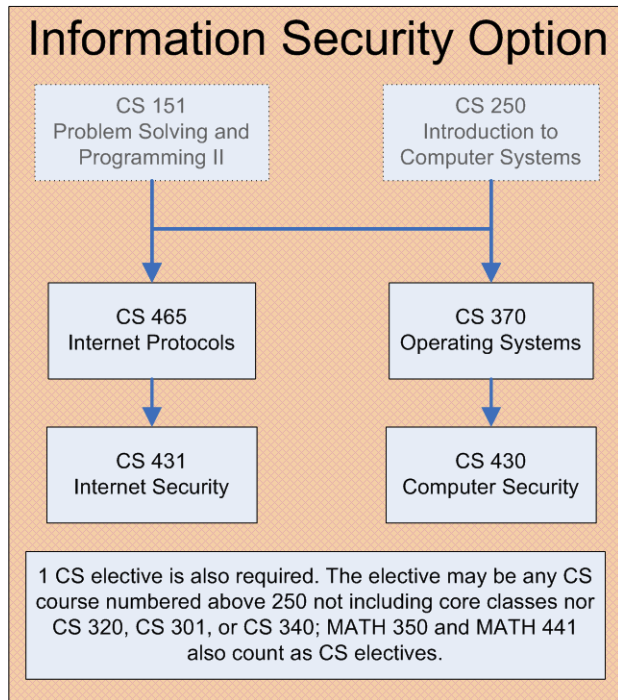 Information Security Option
CS 151
Problem Solving and
Programming II
CS 250
Introduction to
Computer Systems
CS 465
Internet Protocols
CS 370
Operating Systems
CS 431
Internet Security
CS 430
Computer Security
1 CS elective is also required. The elective may be any CS
course numbered above 250 not including core classes nor
CS 320, CS 301, or CS 340; MATH 350 and MATH 441
also count as CS electives.